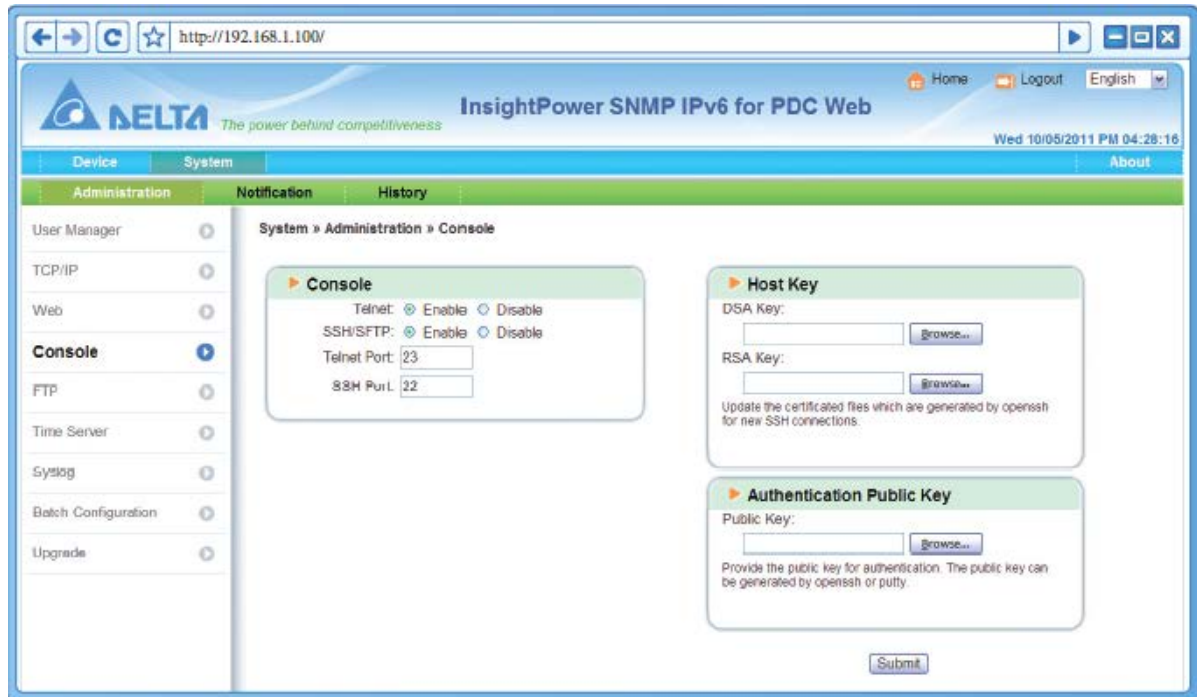 http://192.168.1.100/
Home Logout English
DELTA The power behind competitiveness
InsightPower SNMP IPv6 for PDC Web
Wed 10/05/2011 PM 04:28:16
Device System About
Administration Notification History
User Manager
TCP/IP
Web
Console
FTP
Time Server
Syslog
Batch Configuration
Upgrade
System » Administration » Console
Console
Telnet: Enable Disable
SSH/SFTP: Enable Disable
Telnet Port: 23
SSH Port: 22
Host Key
DSA Key:
Browse...
RSA Key:
Browse...
Update the certificated files which are generated by openssh
for new SSH connections.
Authentication Public Key
Public Key:
Browse...
Provide the public key for authentication. The public key can
be generated by openssh or putty.
Submit